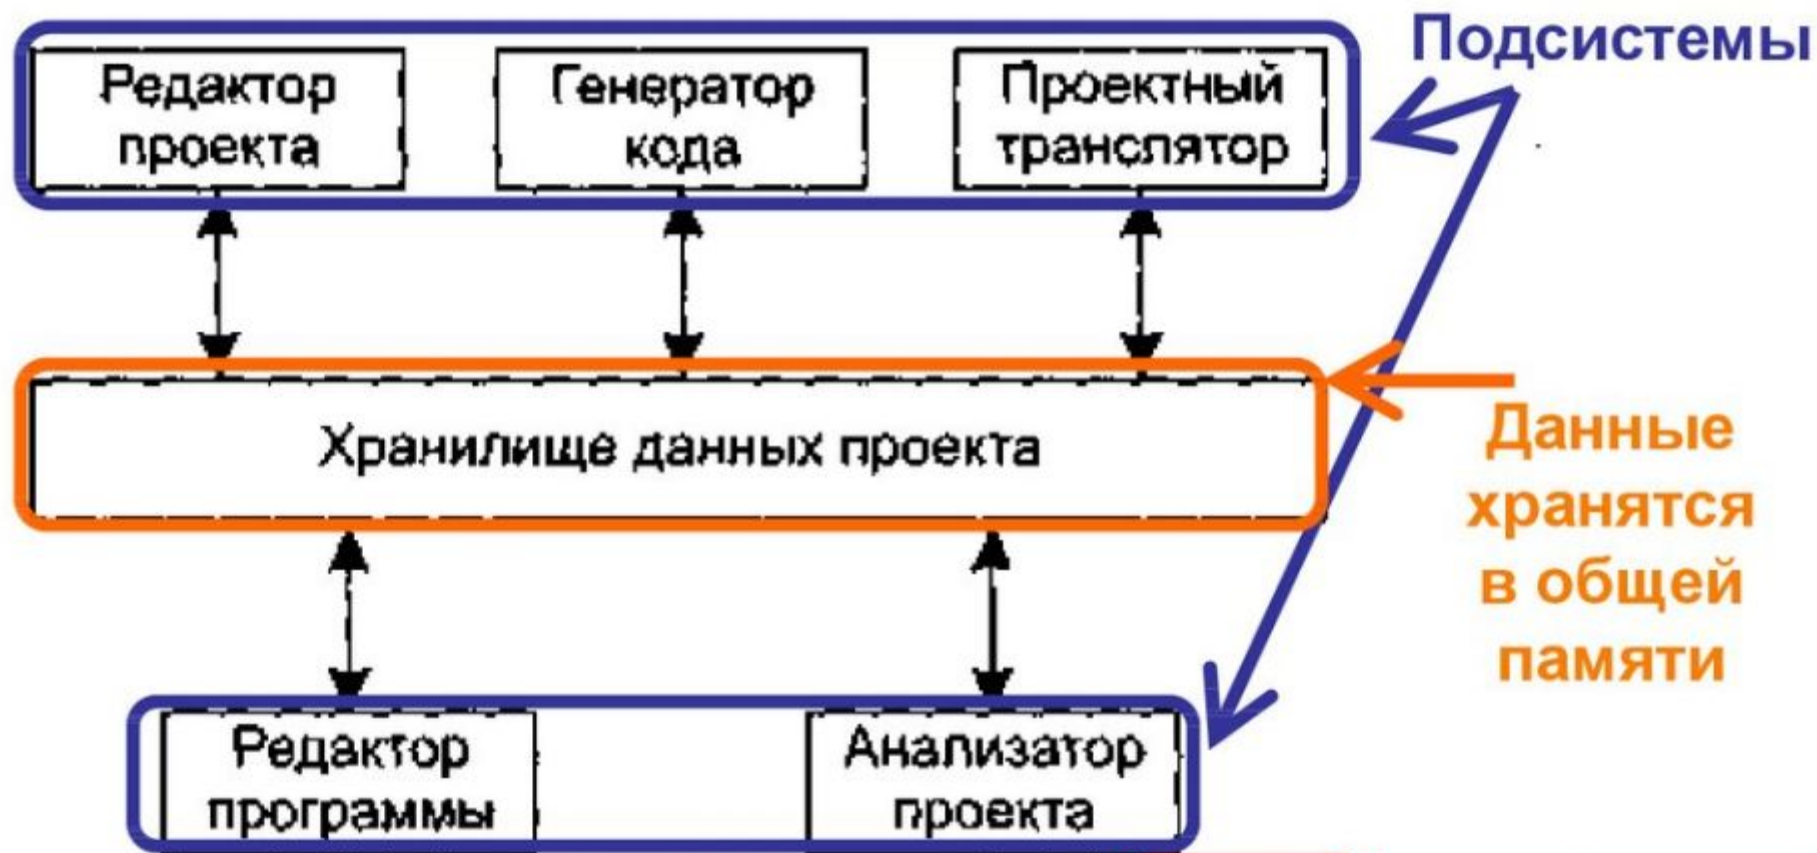 Подсистемы
Редактор
проекта
Генератор
кода
Проектный
транслятор
Хранилище данных проекта
Данные
хранятся
в общей
памяти
Редактор
программы
Анализатор
проекта